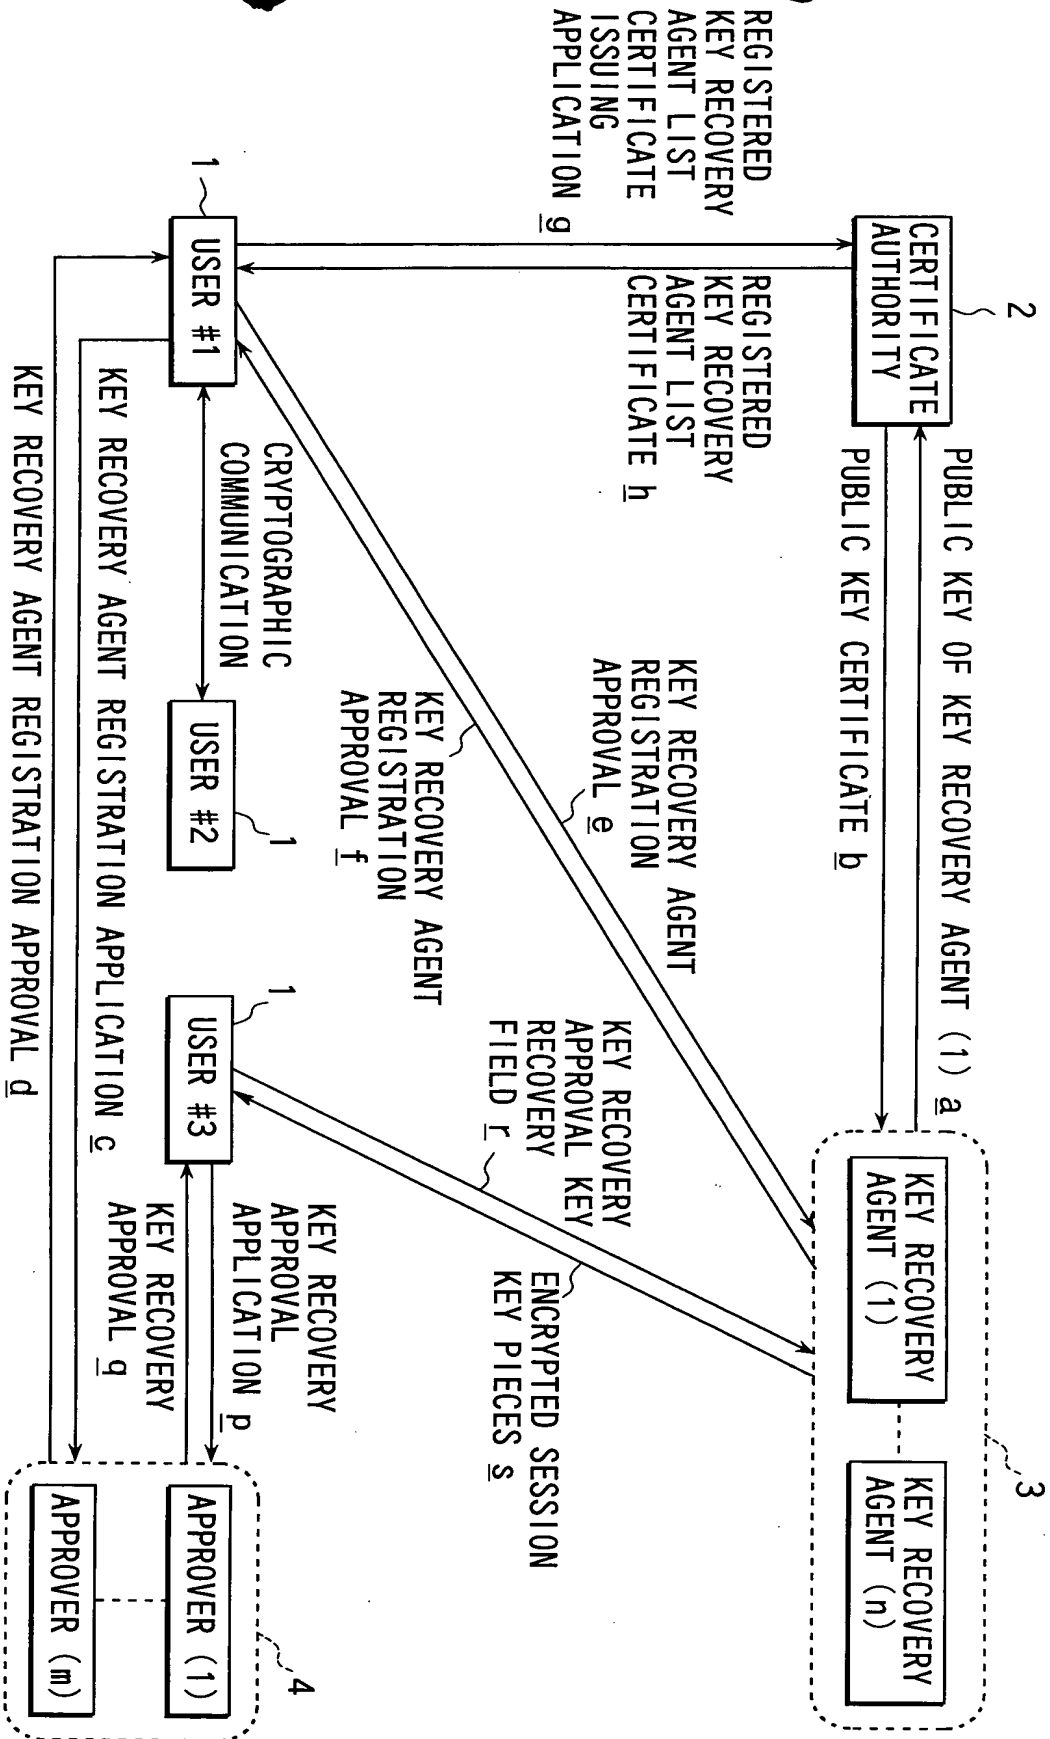 2
CERTIFICATE
AUTHORITY
PUBLIC KEY OF KEY RECOVERY AGENT (1) a
PUBLIC KEY CERTIFICATE b
3
KEY RECOVERY
AGENT (1)
KEY RECOVERY
AGENT (n)
REGISTERED
KEY RECOVERY
AGENT LIST
CERTIFICATE
ISSUING
APPLICATION g
REGISTERED
KEY RECOVERY
AGENT LIST
CERTIFICATE h
KEY RECOVERY AGENT
REGISTRATION
APPROVAL e
KEY RECOVERY AGENT
REGISTRATION
APPROVAL f
KEY RECOVERY
APPROVAL KEY
RECOVERY
FIELD r
ENCRYPTED SESSION
KEY PIECES s
1
USER #1
CRYPTOGRAPHIC
COMMUNICATION
USER #2
1
1
USER #3
KEY RECOVERY
APPROVAL
APPLICATION p
KEY RECOVERY
APPROVAL q
4
APPROVER (1)
APPROVER (m)
KEY RECOVERY AGENT REGISTRATION APPLICATION c
KEY RECOVERY AGENT REGISTRATION APPROVAL d